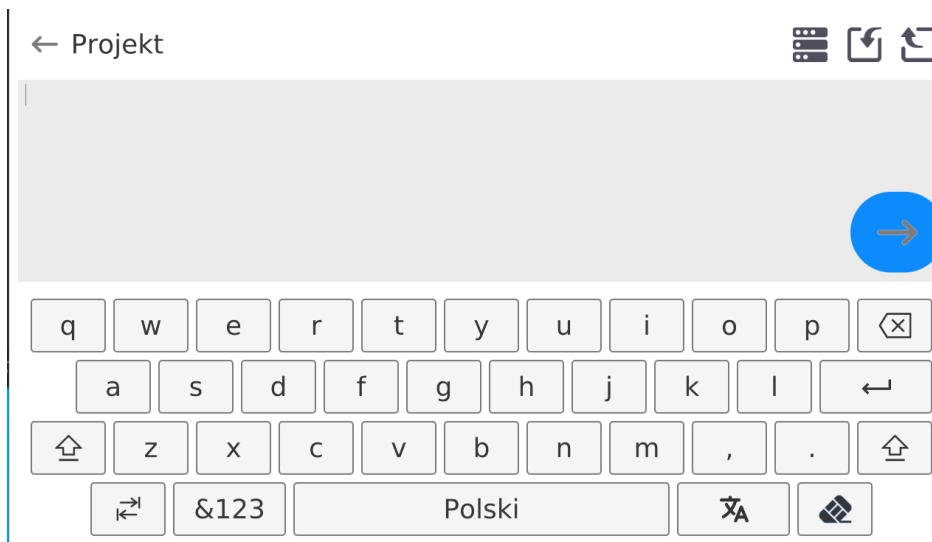 Projekt
q w e r t y u i o p
a s d f g h j k l
z x c v b n m , .
&123 Polski